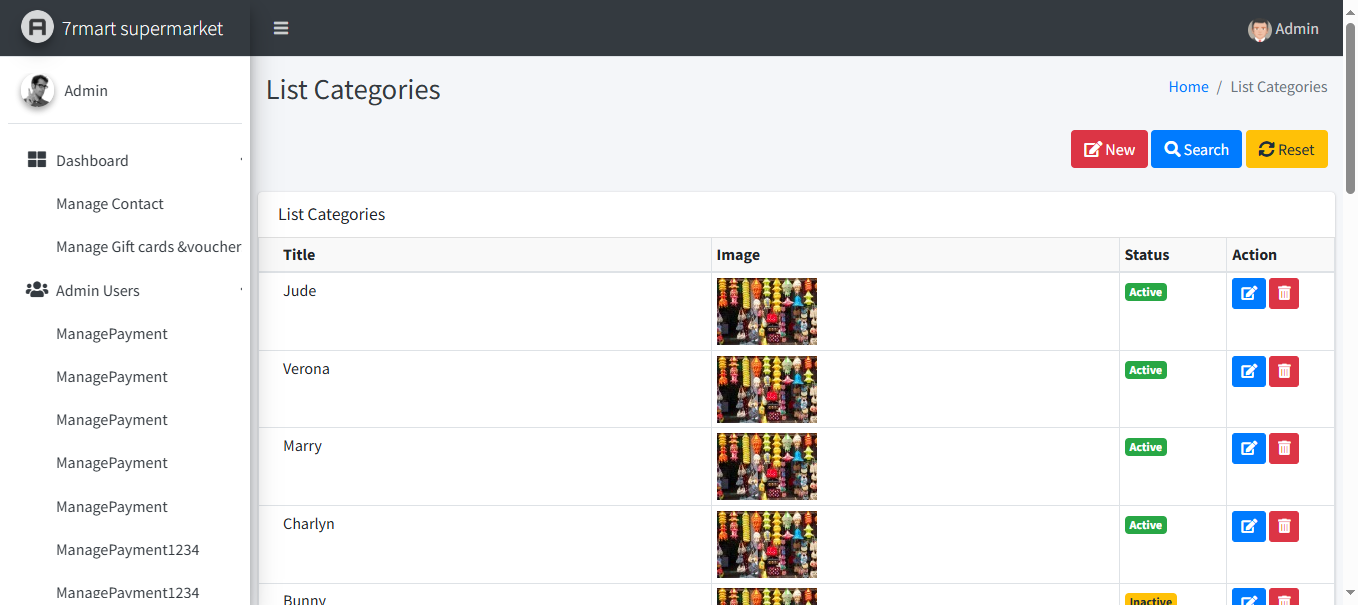 7rmart supermarket
Admin
Admin
List Categories
Home / List Categories
Dashboard
Manage Contact
Manage Gift cards &voucher
Admin Users
ManagePayment
ManagePayment
ManagePayment
ManagePayment
ManagePayment
ManagePayment1234
ManagePayment1234
New Search Reset
List Categories
Title Image Status Action
Jude Active
Verona Active
Marry Active
Charlyn Active
Bunny Inactive